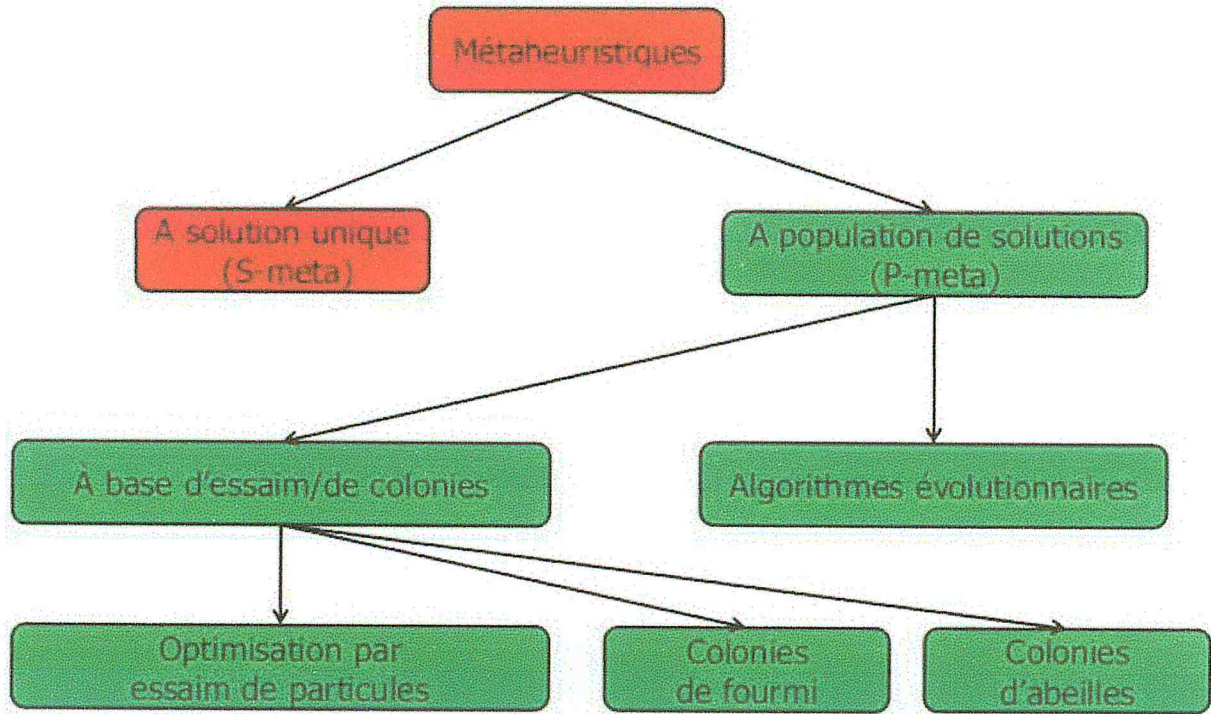 Métaheuristiques
A solution unique
(S-meta)
A population de solutions
(P-meta)
À base d'essaim/de colonies
Algorithmes évolutionnaires
Optimisation par
essaim de particules
Colonies
de fourmi
Colonies
d'abeilles